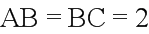 AB = BC = 2